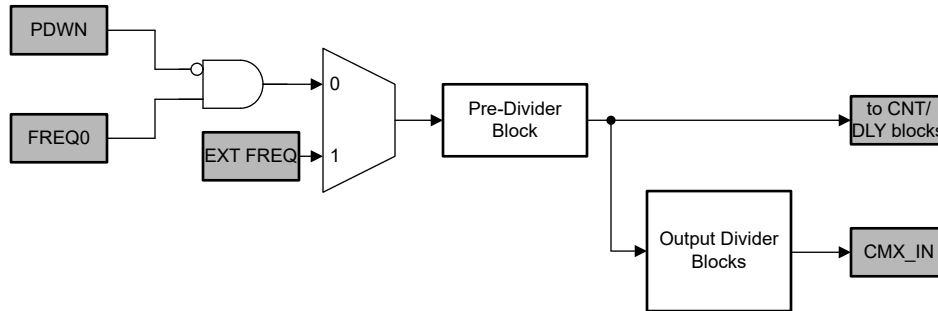 PDWN
FREQ0
EXT FREQ
0
1
Pre-Divider
Block
to CNT/
DLY blocks
Output Divider
Blocks
CMX_IN